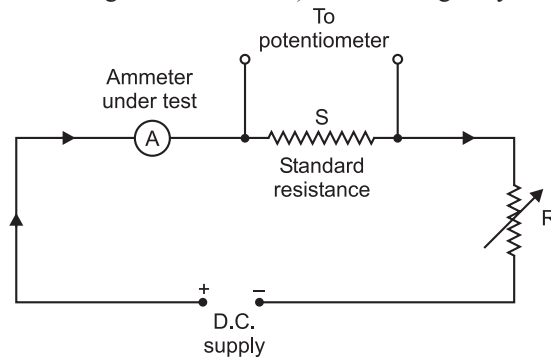 To
potentiometer
Ammeter
under test
A
S
Standard
resistance
R
+ –
D.C.
supply